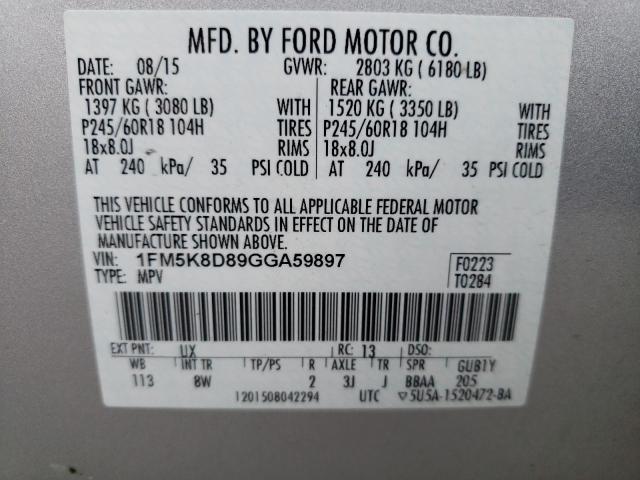 MFD. BY FORD MOTOR CO.
DATE: 08/15 GVWR: 2803 KG ( 6180 LB)
FRONT GAWR: REAR GAWR:
1397 KG ( 3080 LB) WITH 1520 KG ( 3350 LB) WITH
P245/60R18 104H TIRES P245/60R18 104H TIRES
18x8.0J RIMS 18x8.0J RIMS
AT 240 kPa/ 35 PSI COLD AT 240 kPa/ 35 PSI COLD
THIS VEHICLE CONFORMS TO ALL APPLICABLE FEDERAL MOTOR
VEHICLE SAFETY STANDARDS IN EFFECT ON THE DATE OF
MANUFACTURE SHOWN ABOVE.
VIN: 1FM5K8D89GGA59897 F0223
TYPE: MPV T0284
EXT PNT: UX RC: 13 DSO:
WB INT TR TP/PS R AXLE TR SPR GUB1Y
113 8W 2 3J J BBAA 205
1201508042294 UTC ▽5U5A-1520472-BA